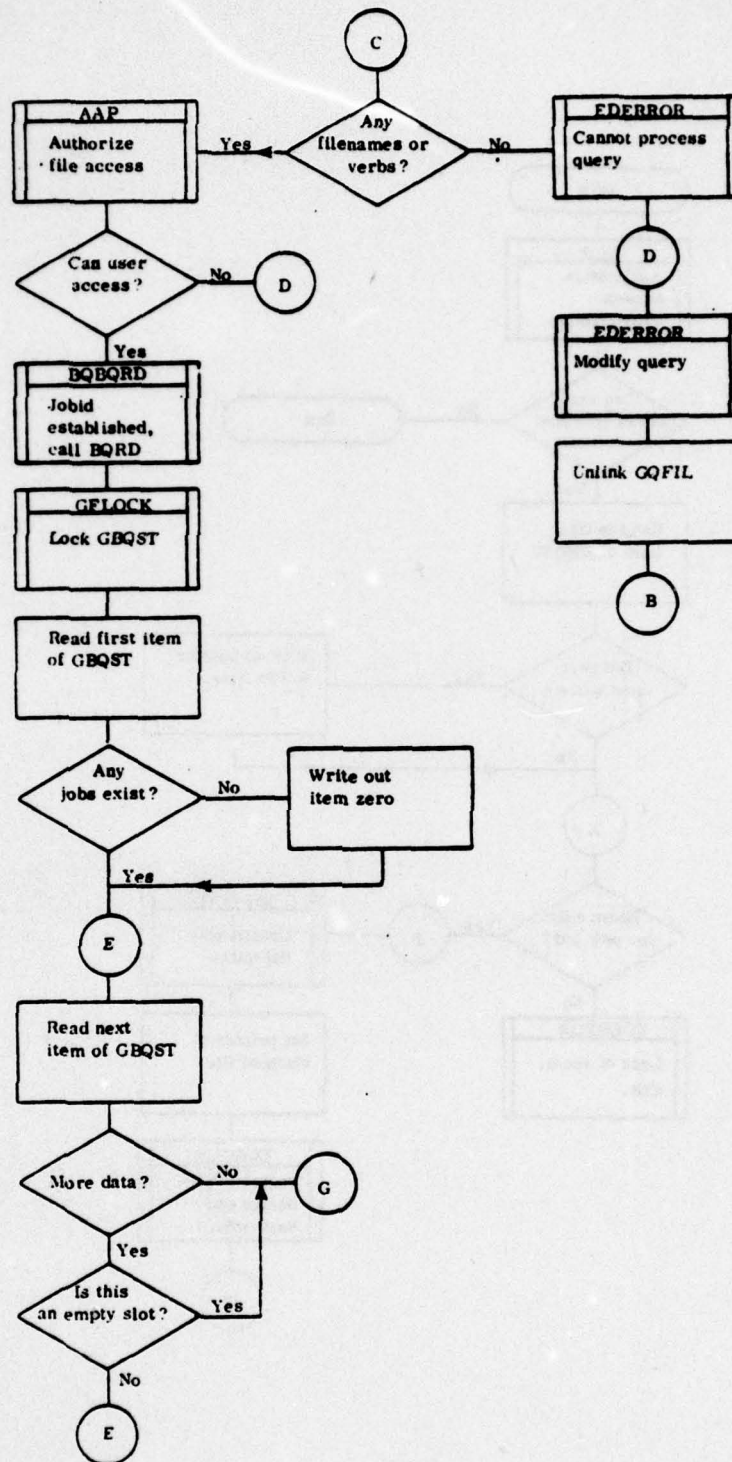 C
Any
filenames or
verbs?
Yes
No
AAP
Authorize
file access
EDERROR
Cannot process
query
Can user
access?
No
D
D
Yes
EDERROR
Modify query
BQBQRD
Jobid
established,
call BQRD
Unlink GQFIL
GFLOCK
Lock GBQST
B
Read first item
of GBQST
Any
jobs exist?
No
Write out
item zero
Yes
E
Read next
item of GBQST
More data?
No
G
Yes
Is this
an empty slot?
Yes
No
E